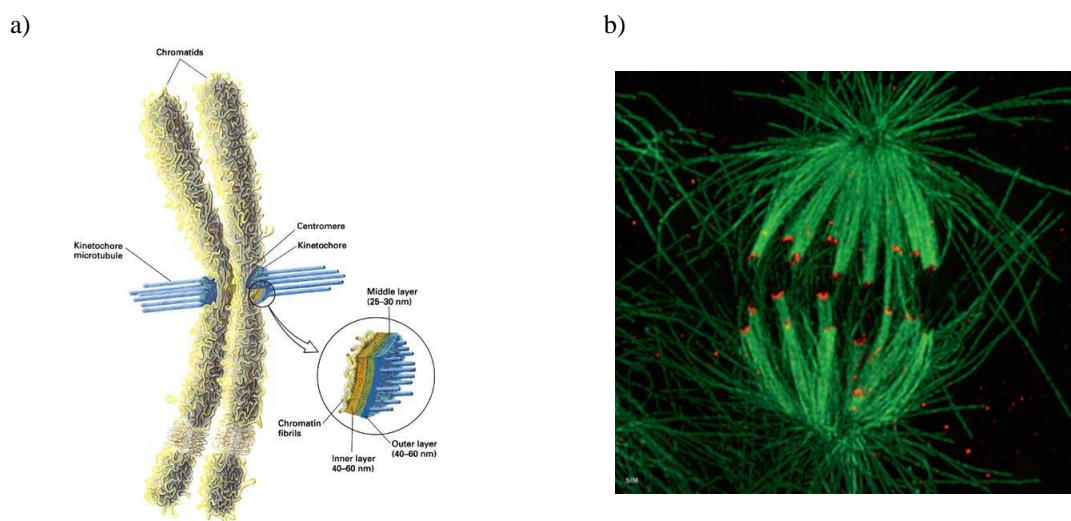 a)
b)
Chromatids
Centromere
Kinetochore
Kinetochore
microtubule
Middle layer
(25–30 nm)
Chromatin
fibrils
Outer layer
(40–60 nm)
Inner layer
40–60 nm)
SIM